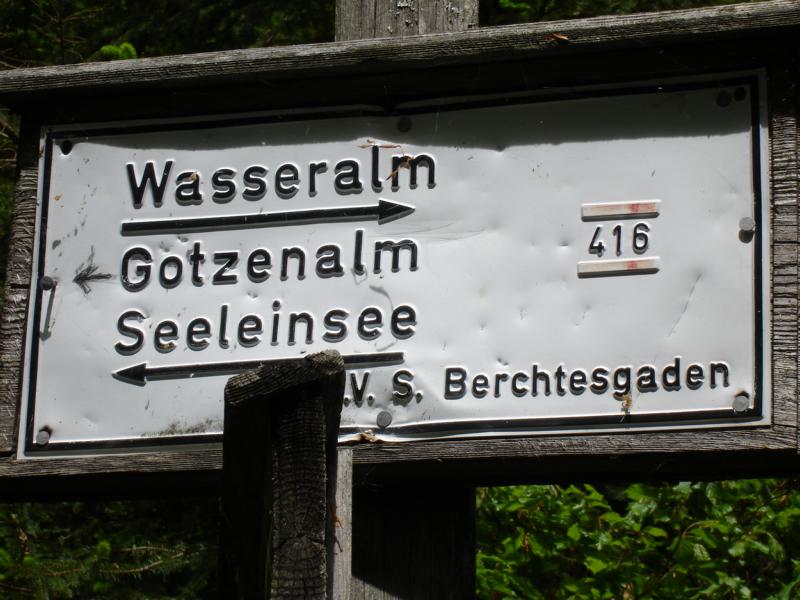 Wasseralm
Gotzenalm
Seeleinsee
416
.V. S. Berchtesgaden